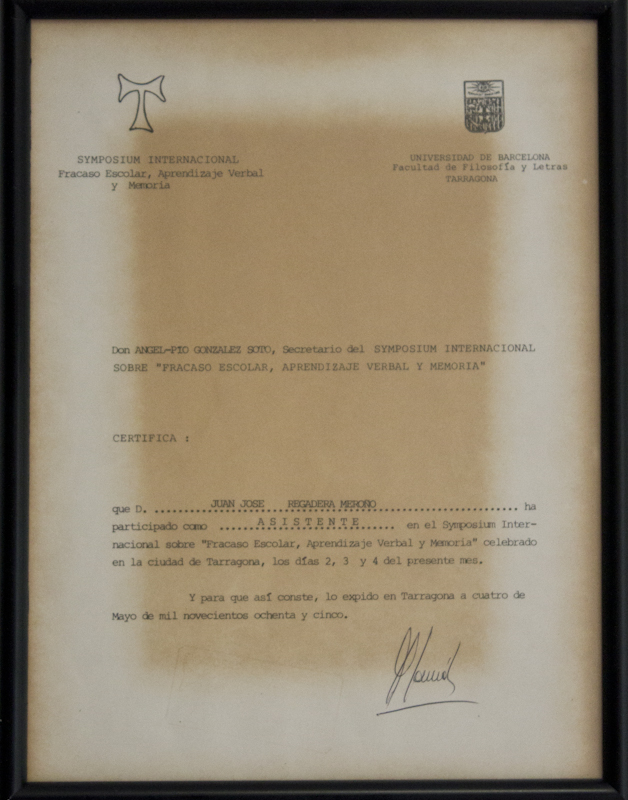 SYMPOSIUM INTERNACIONAL
Fracaso Escolar, Aprendizaje Verbal
y Memoria
UNIVERSIDAD DE BARCELONA
Facultad de Filosofía y Letras
TARRAGONA
Don ANGEL-PIO GONZALEZ SOTO, Secretario del SYMPOSIUM INTERNACIONAL
SOBRE "FRACASO ESCOLAR, APRENDIZAJE VERBAL Y MEMORIA"
CERTIFICA :
que D. JUAN JOSE REGADERA MEROÑO ha
participado como ASISTENTE en el Symposium Inter-
nacional sobre "Fracaso Escolar, Aprendizaje Verbal y Memoria" celebrado
en la ciudad de Tarragona, los días 2, 3 y 4 del presente mes.
Y para que así conste, lo expido en Tarragona a cuatro de
Mayo de mil novecientos ochenta y cinco.